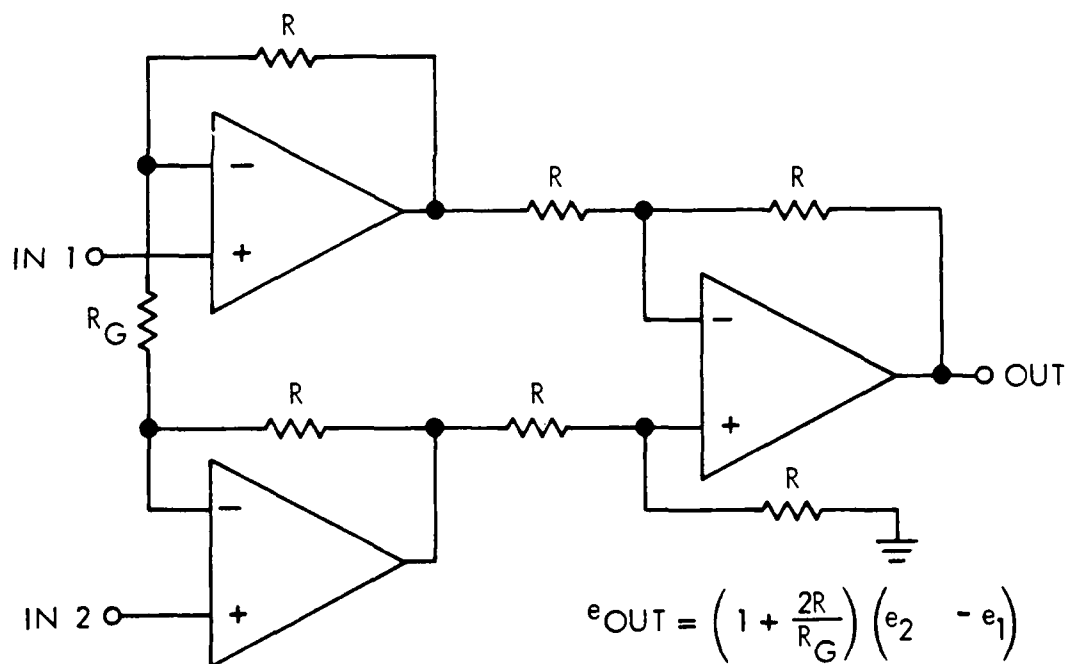 R
−
+
IN 1
R_G
R
R
−
+
OUT
R
R
R
−
+
IN 2
e_OUT = (1 + 2R/R_G) (e_2 - e_1)